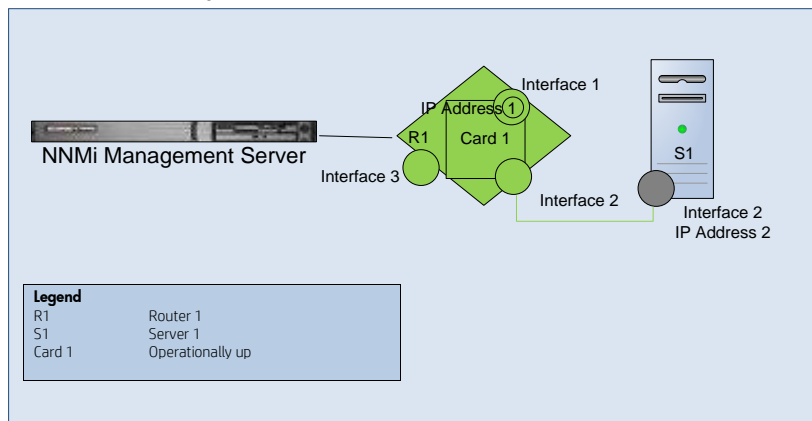 Interface 1
IP Address 1
R1
Card 1
NNMi Management Server
Interface 3
Interface 2
S1
Interface 2
IP Address 2
Legend
R1 Router 1
S1 Server 1
Card 1 Operationally up